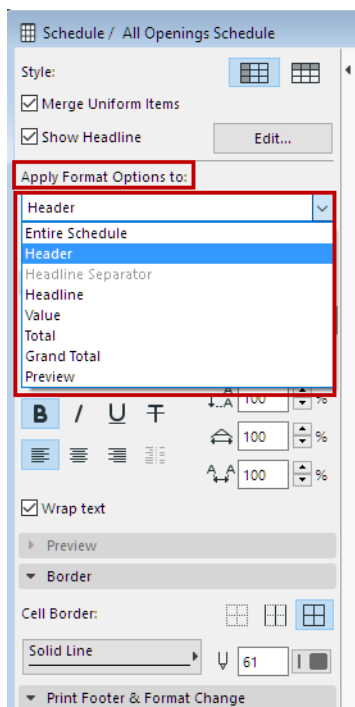 Schedule / All Openings Schedule
Style:
Merge Uniform Items
Show Headline
Edit...
Apply Format Options to:
Header
Entire Schedule
Header
Headline Separator
Headline
Value
Total
Grand Total
Preview
B I U T
100 %
100 %
100 %
Wrap text
Preview
Border
Cell Border:
Solid Line
61
Print Footer & Format Change